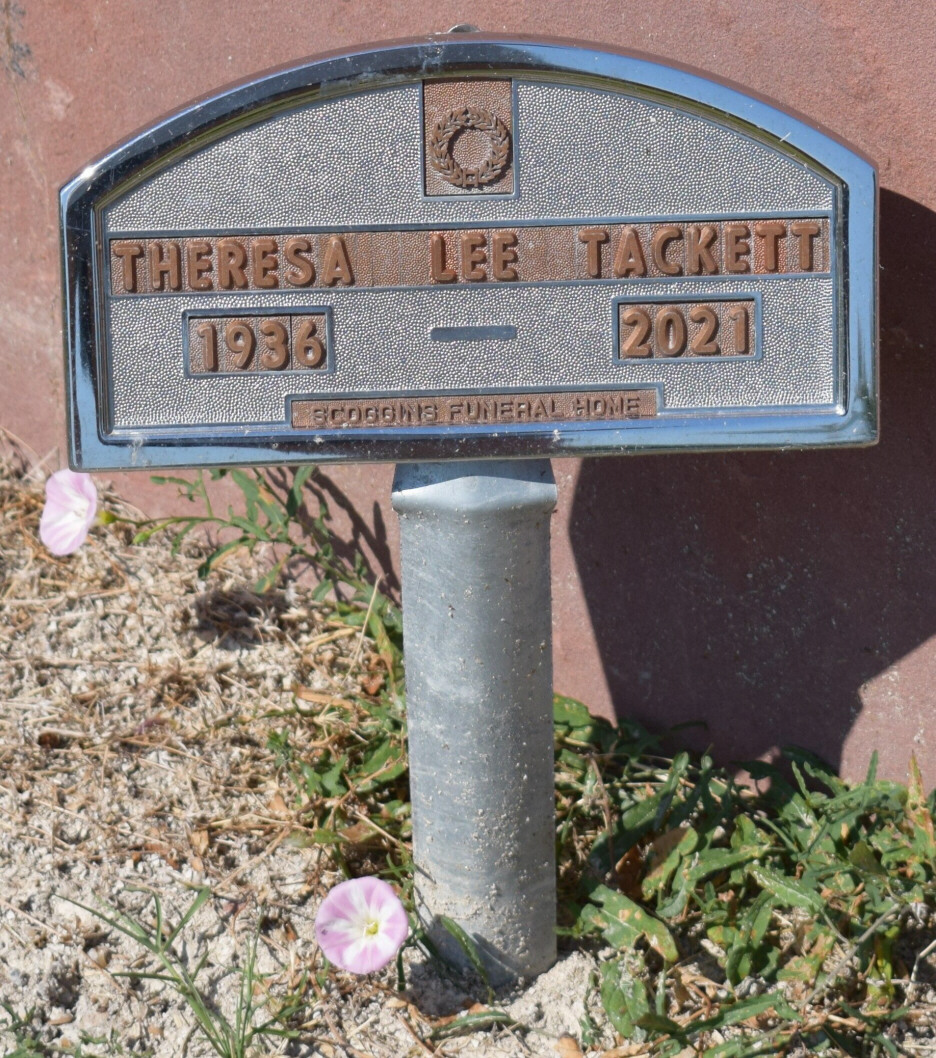 THERESA LEE TACKETT
1936 — 2021
SCOGGINS FUNERAL HOME